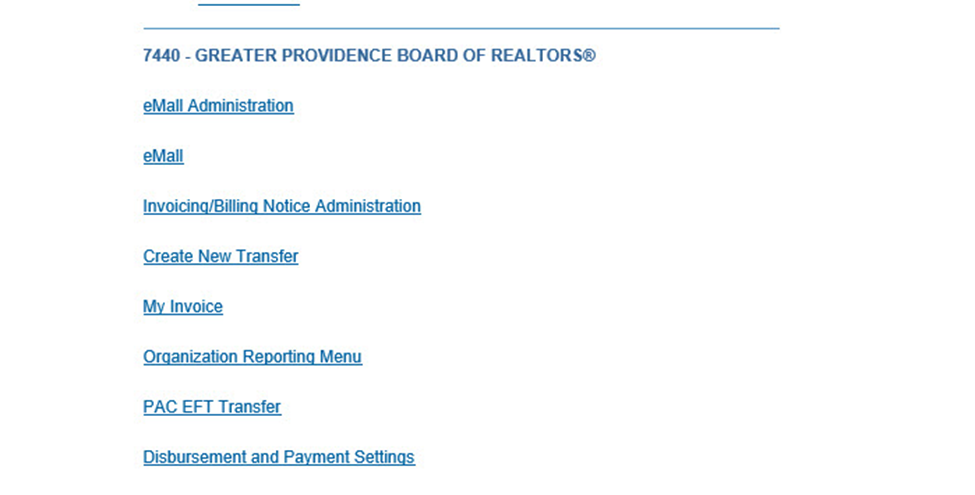 7440 - GREATER PROVIDENCE BOARD OF REALTORS®
eMall Administration
eMall
Invoicing/Billing Notice Administration
Create New Transfer
My Invoice
Organization Reporting Menu
PAC EFT Transfer
Disbursement and Payment Settings